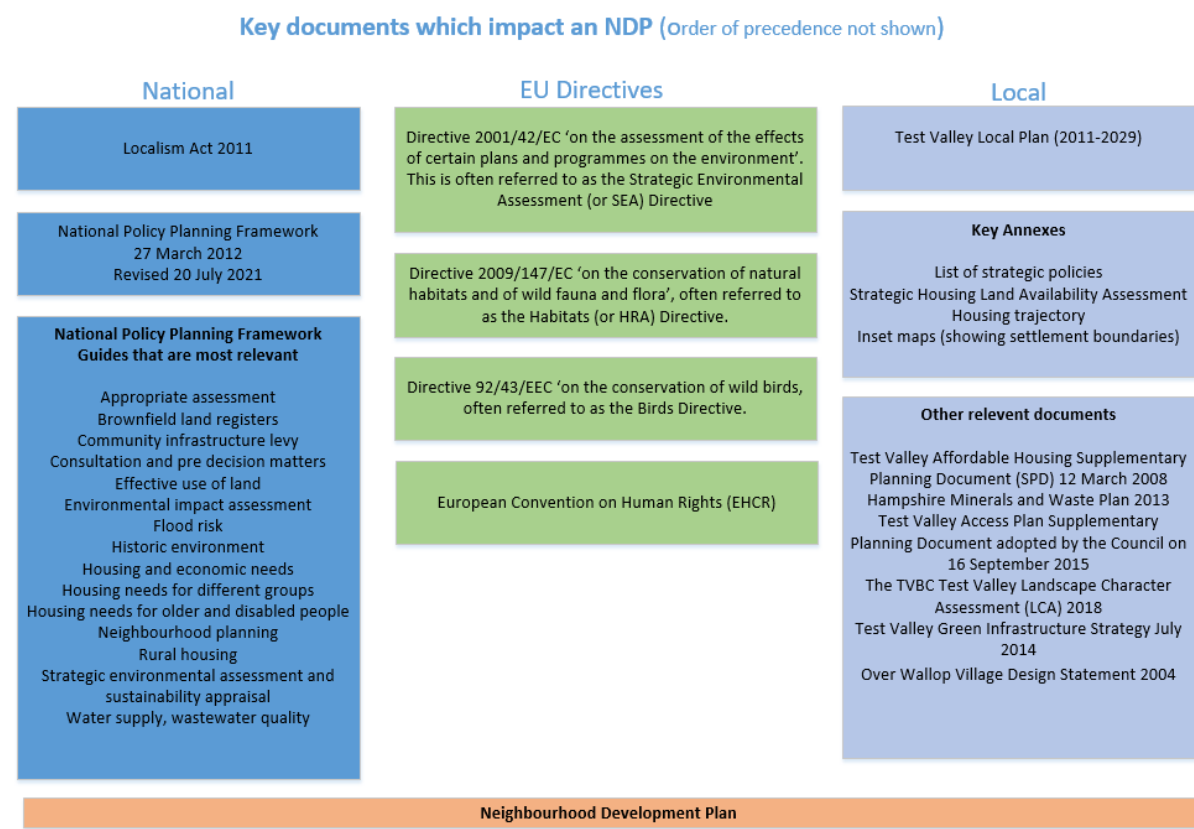 Key documents which impact an NDP (Order of precedence not shown)
National
Localism Act 2011
National Policy Planning Framework
27 March 2012
Revised 20 July 2021
National Policy Planning Framework
Guides that are most relevant
Appropriate assessment
Brownfield land registers
Community infrastructure levy
Consultation and pre decision matters
Effective use of land
Environmental impact assessment
Flood risk
Historic environment
Housing and economic needs
Housing needs for different groups
Housing needs for older and disabled people
Neighbourhood planning
Rural housing
Strategic environmental assessment and
sustainability appraisal
Water supply, wastewater quality
EU Directives
Directive 2001/42/EC ‘on the assessment of the effects
of certain plans and programmes on the environment’.
This is often referred to as the Strategic Environmental
Assessment (or SEA) Directive
Directive 2009/147/EC ‘on the conservation of natural
habitats and of wild fauna and flora’, often referred to
as the Habitats (or HRA) Directive.
Directive 92/43/EEC ‘on the conservation of wild birds,
often referred to as the Birds Directive.
European Convention on Human Rights (EHCR)
Local
Test Valley Local Plan (2011-2029)
Key Annexes
List of strategic policies
Strategic Housing Land Availability Assessment
Housing trajectory
Inset maps (showing settlement boundaries)
Other relevent documents
Test Valley Affordable Housing Supplementary
Planning Document (SPD) 12 March 2008
Hampshire Minerals and Waste Plan 2013
Test Valley Access Plan Supplementary
Planning Document adopted by the Council on
16 September 2015
The TVBC Test Valley Landscape Character
Assessment (LCA) 2018
Test Valley Green Infrastructure Strategy July
2014
Over Wallop Village Design Statement 2004
Neighbourhood Development Plan